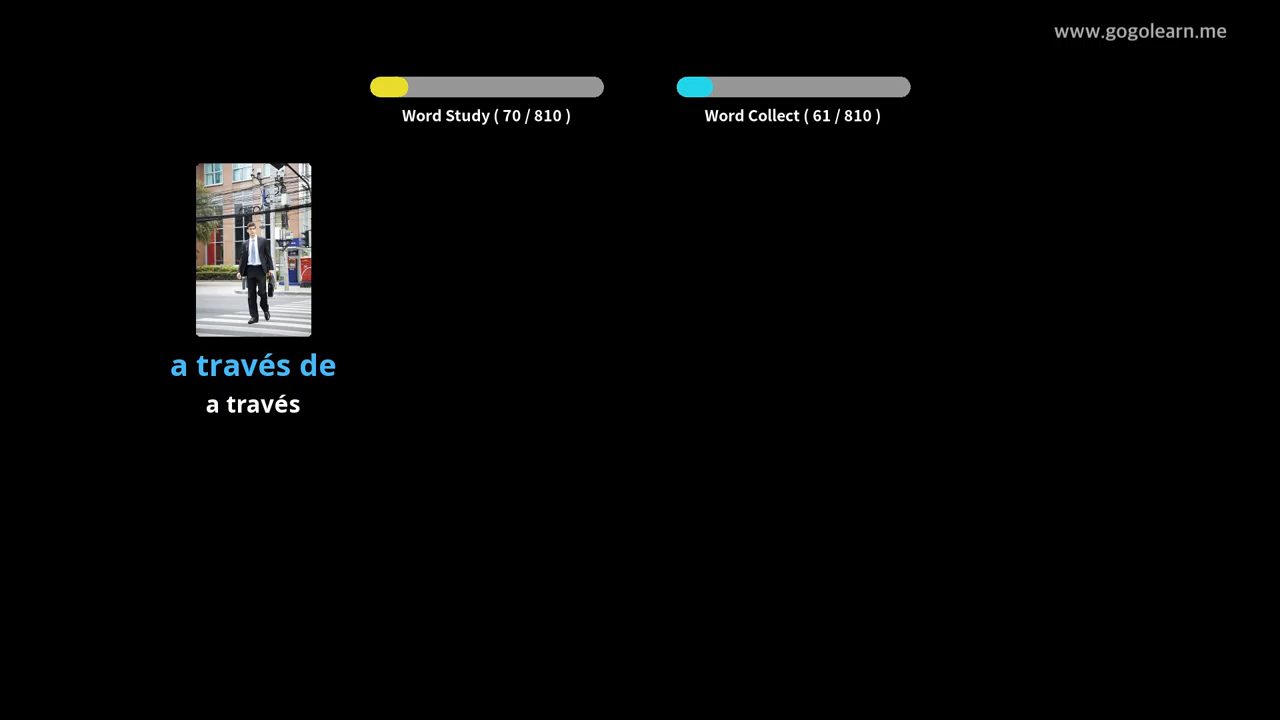 www.gogolearn.me
Word Study ( 70 / 810 )
Word Collect ( 61 / 810 )
a través de
a través